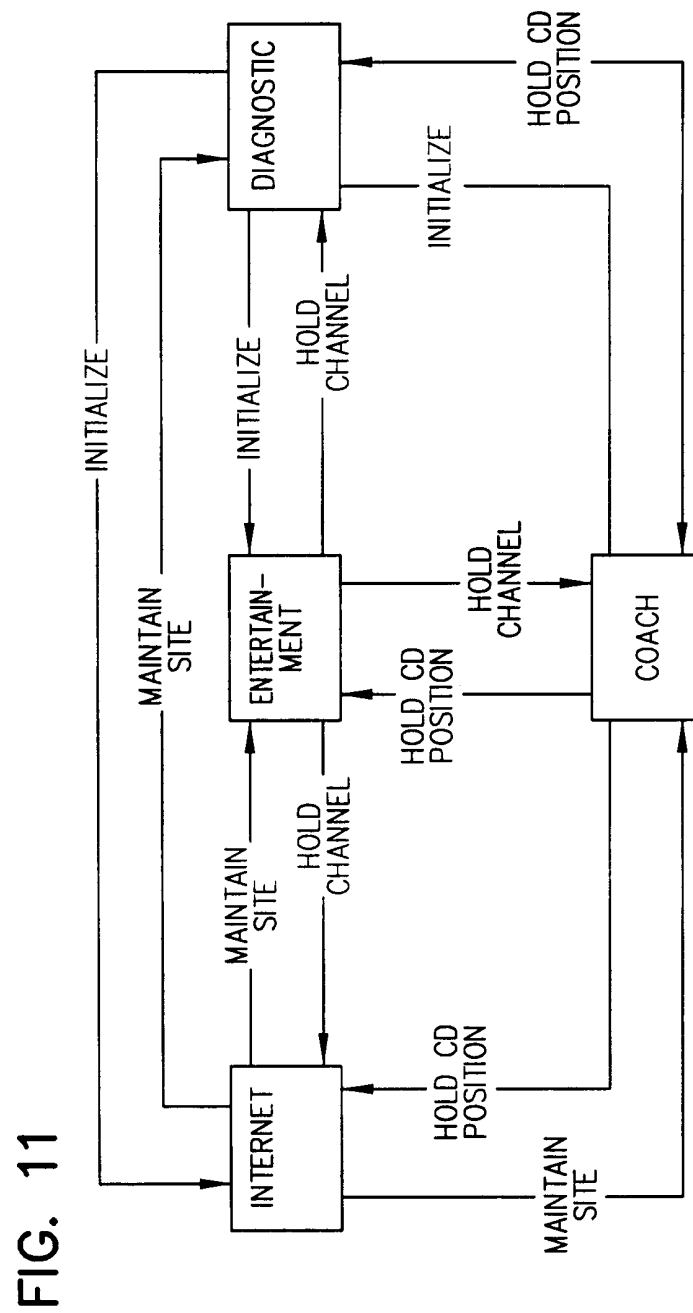 FIG. 11
INITIALIZE
MAINTAIN
SITE
INTERNET
MAINTAIN
SITE
HOLD
CHANNEL
ENTERTAIN-
MENT
INITIALIZE
HOLD
CHANNEL
DIAGNOSTIC
HOLD CD
POSITION
MAINTAIN
SITE
HOLD CD
POSITION
HOLD
CHANNEL
COACH
INITIALIZE
HOLD CD
POSITION